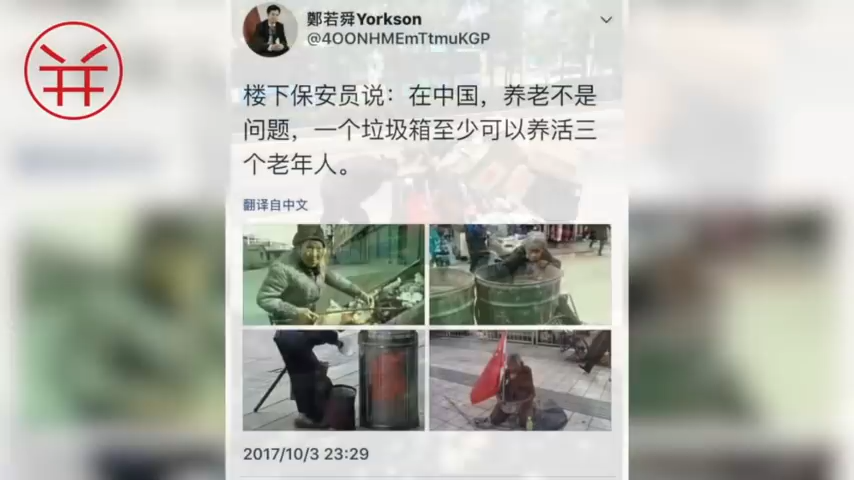 鄭若舜Yorkson
@4OONHMEmTtmuKGP
楼下保安员说：在中国，养老不是
问题，一个垃圾箱至少可以养活三
个老年人。
翻译自中文
2017/10/3 23:29